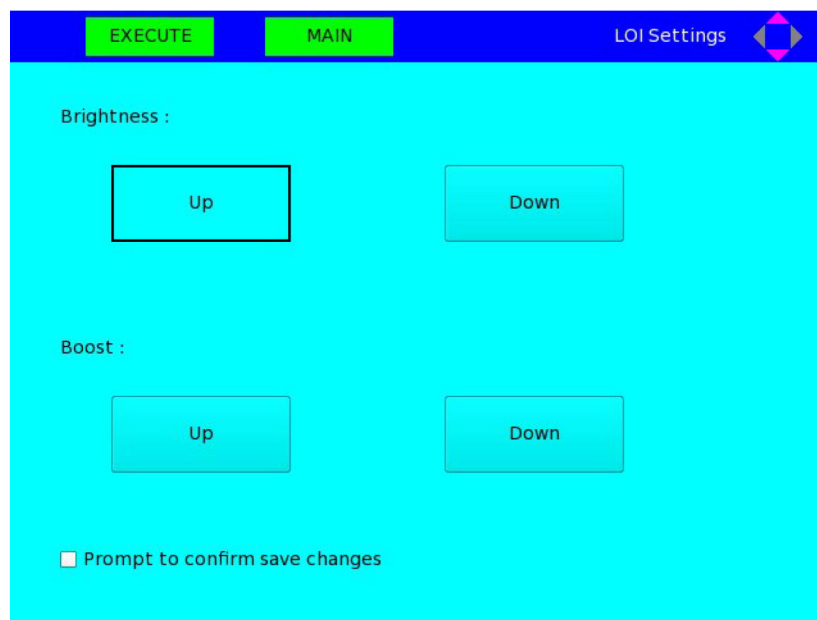 EXECUTE MAIN LOI Settings
Brightness :
Up Down
Boost :
Up Down
Prompt to confirm save changes